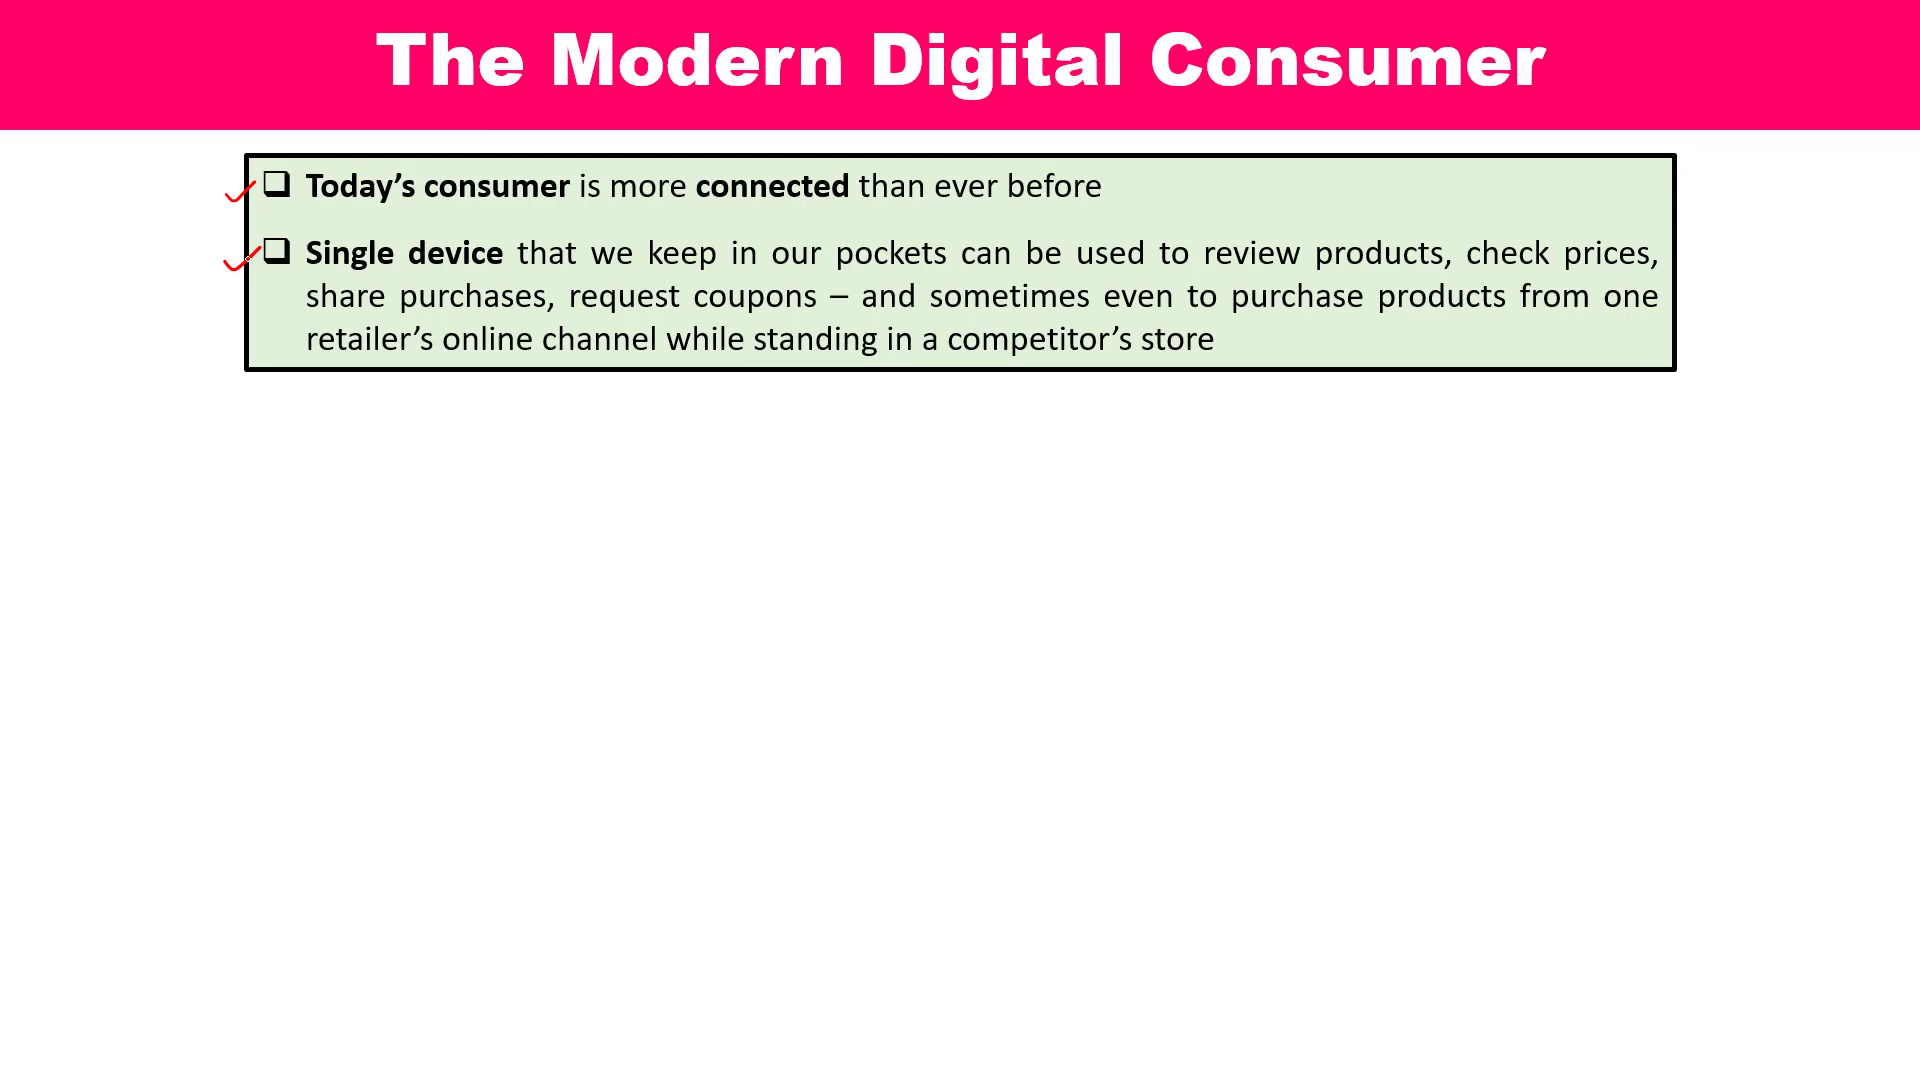 The Modern Digital Consumer
❑ Today’s consumer is more connected than ever before
❑ Single device that we keep in our pockets can be used to review products, check prices,
share purchases, request coupons – and sometimes even to purchase products from one
retailer’s online channel while standing in a competitor’s store